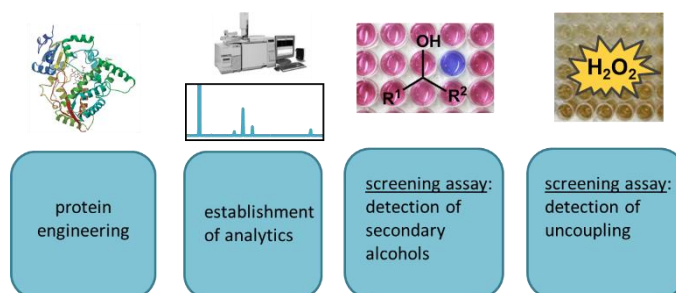 OH
R¹ R²
H₂O₂
protein
engineering
establishment
of analytics
screening assay:
detection of
secondary
alcohols
screening assay:
detection of
uncoupling